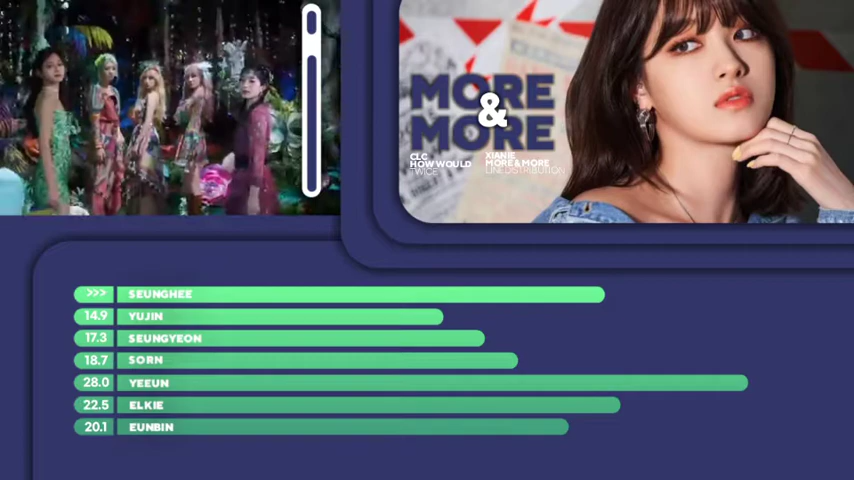 MORE
&
MORE
CLC
HOW WOULD
TWICE
XIANIE
MORE & MORE
LINE DISTRIBUTION
>>> SEUNGHEE
14.9 YUJIN
17.3 SEUNGYEON
18.7 SORN
28.0 YEEUN
22.5 ELKIE
20.1 EUNBIN